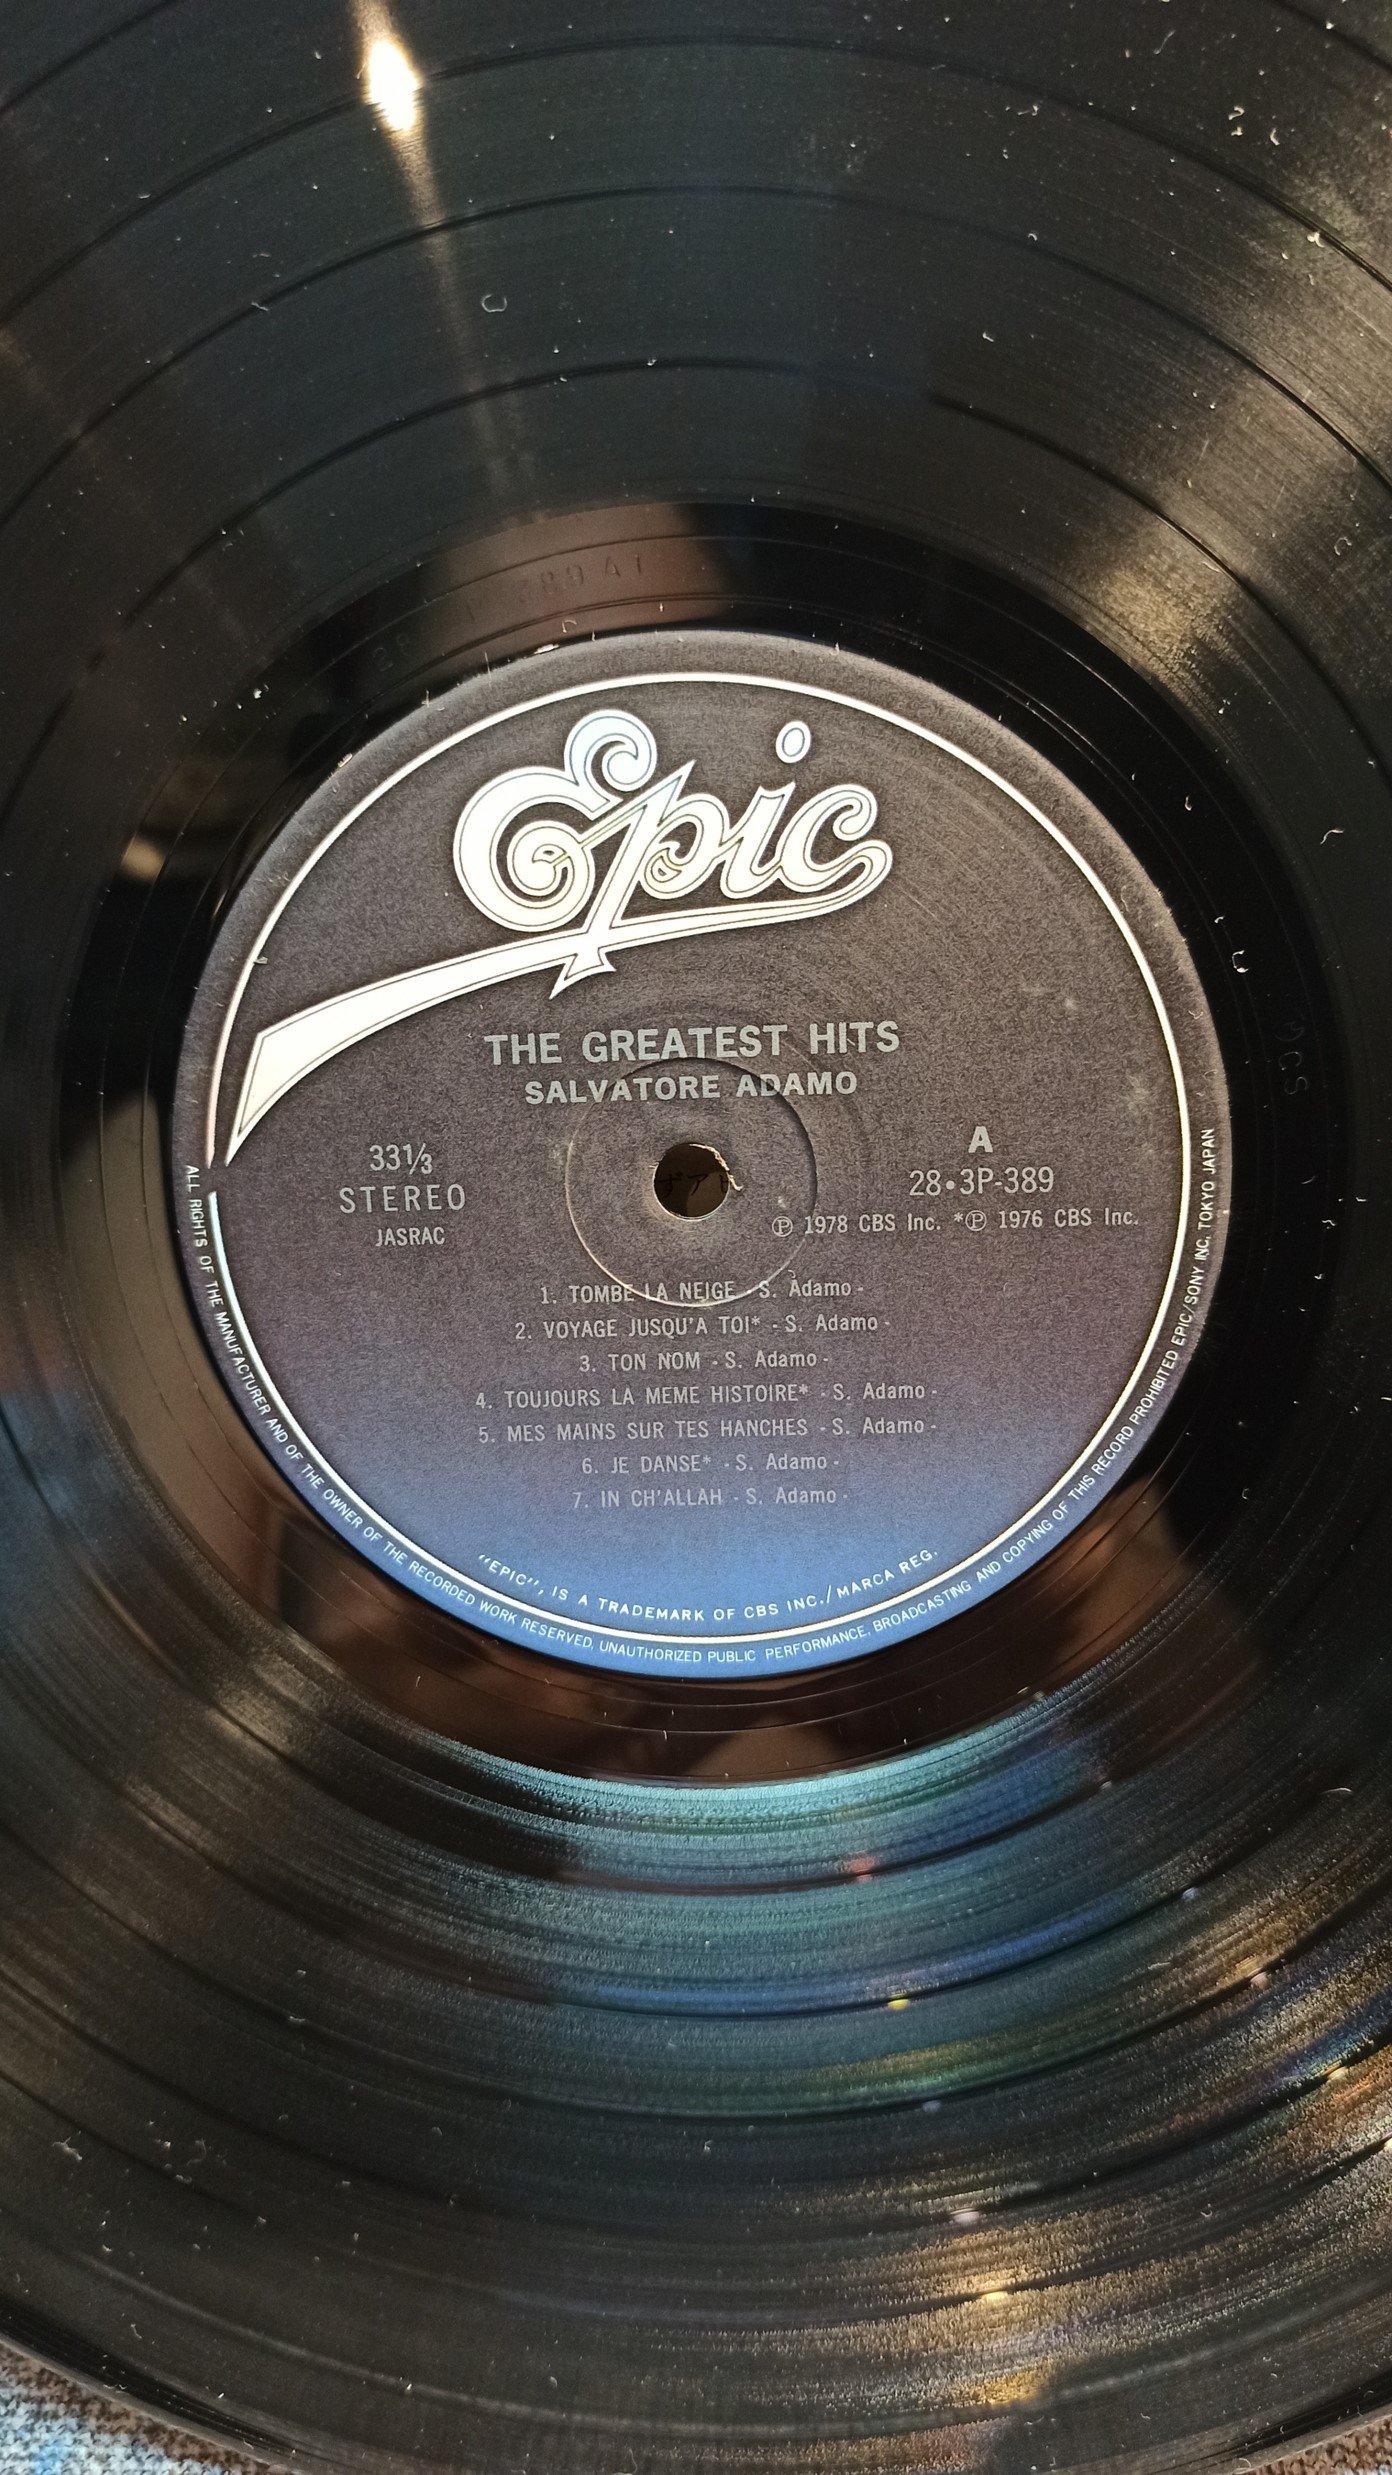 389 A1
Epic
THE GREATEST HITS
SALVATORE ADAMO
33⅓
STEREO
JASRAC
A
28•3P-389
℗ 1978 CBS Inc. *℗ 1976 CBS Inc.
1. TOMBE LA NEIGE - S. Adamo -
2. VOYAGE JUSQU'A TOI* - S. Adamo -
3. TON NOM - S. Adamo -
4. TOUJOURS LA MEME HISTOIRE* - S. Adamo -
5. MES MAINS SUR TES HANCHES - S. Adamo -
6. JE DANSE* - S. Adamo -
7. IN CH'ALLAH - S. Adamo -
"EPIC", IS A TRADEMARK OF CBS INC./MARCA REG.
ALL RIGHTS OF THE MANUFACTURER AND OF THE OWNER OF THE RECORDED WORK RESERVED. UNAUTHORIZED PUBLIC PERFORMANCE, BROADCASTING AND COPYING OF THIS RECORD PROHIBITED EPIC/SONY INC. TOKYO JAPAN